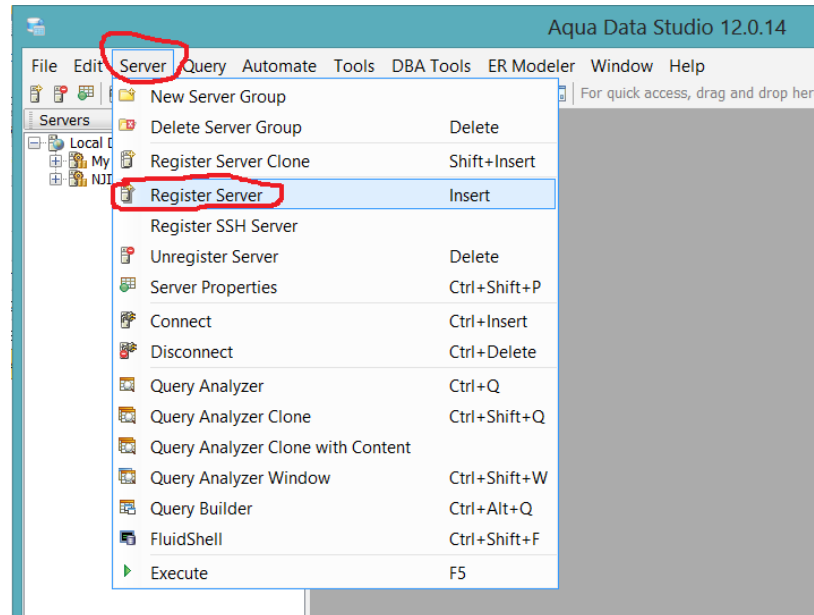 Aqua Data Studio 12.0.14
File Edit Server Query Automate Tools DBA Tools ER Modeler Window Help
For quick access, drag and drop
Servers
Local
My
New Server Group
Delete Server Group Delete
Register Server Clone Shift+Insert
Register Server Insert
Register SSH Server
Unregister Server Delete
Server Properties Ctrl+Shift+P
Connect Ctrl+Insert
Disconnect Ctrl+Delete
Query Analyzer Ctrl+Q
Query Analyzer Clone Ctrl+Shift+Q
Query Analyzer Clone with Content
Query Analyzer Window Ctrl+Shift+W
Query Builder Ctrl+Alt+Q
FluidShell Ctrl+Shift+F
Execute F5